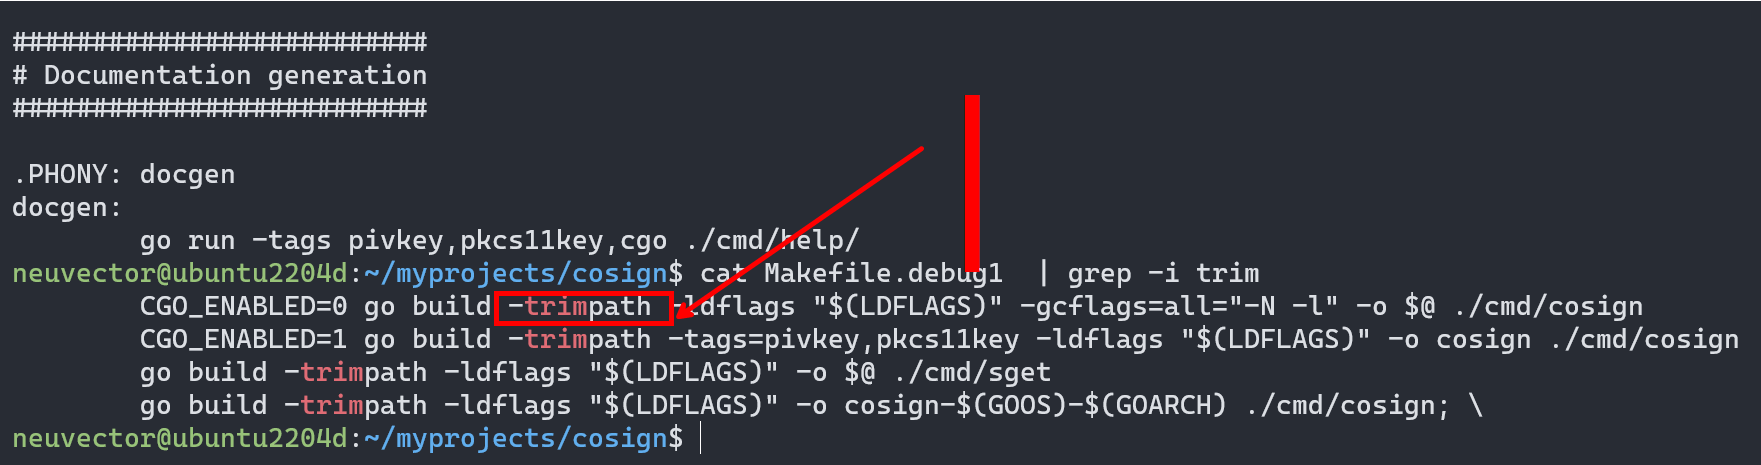 ##########################
# Documentation generation
##########################
.PHONY: docgen
docgen:
go run -tags pivkey,pkcs11key,cgo ./cmd/help/
neuvector@ubuntu2204d:~/myprojects/cosign$ cat Makefile.debug1 | grep -i trim
CGO_ENABLED=0 go build -trimpath -ldflags "$(LDFLAGS)" -gcflags=all="-N -l" -o $@ ./cmd/cosign
CGO_ENABLED=1 go build -trimpath -tags=pivkey,pkcs11key -ldflags "$(LDFLAGS)" -o cosign ./cmd/cosign
go build -trimpath -ldflags "$(LDFLAGS)" -o $@ ./cmd/sget
go build -trimpath -ldflags "$(LDFLAGS)" -o cosign-$(GOOS)-$(GOARCH) ./cmd/cosign; \
neuvector@ubuntu2204d:~/myprojects/cosign$